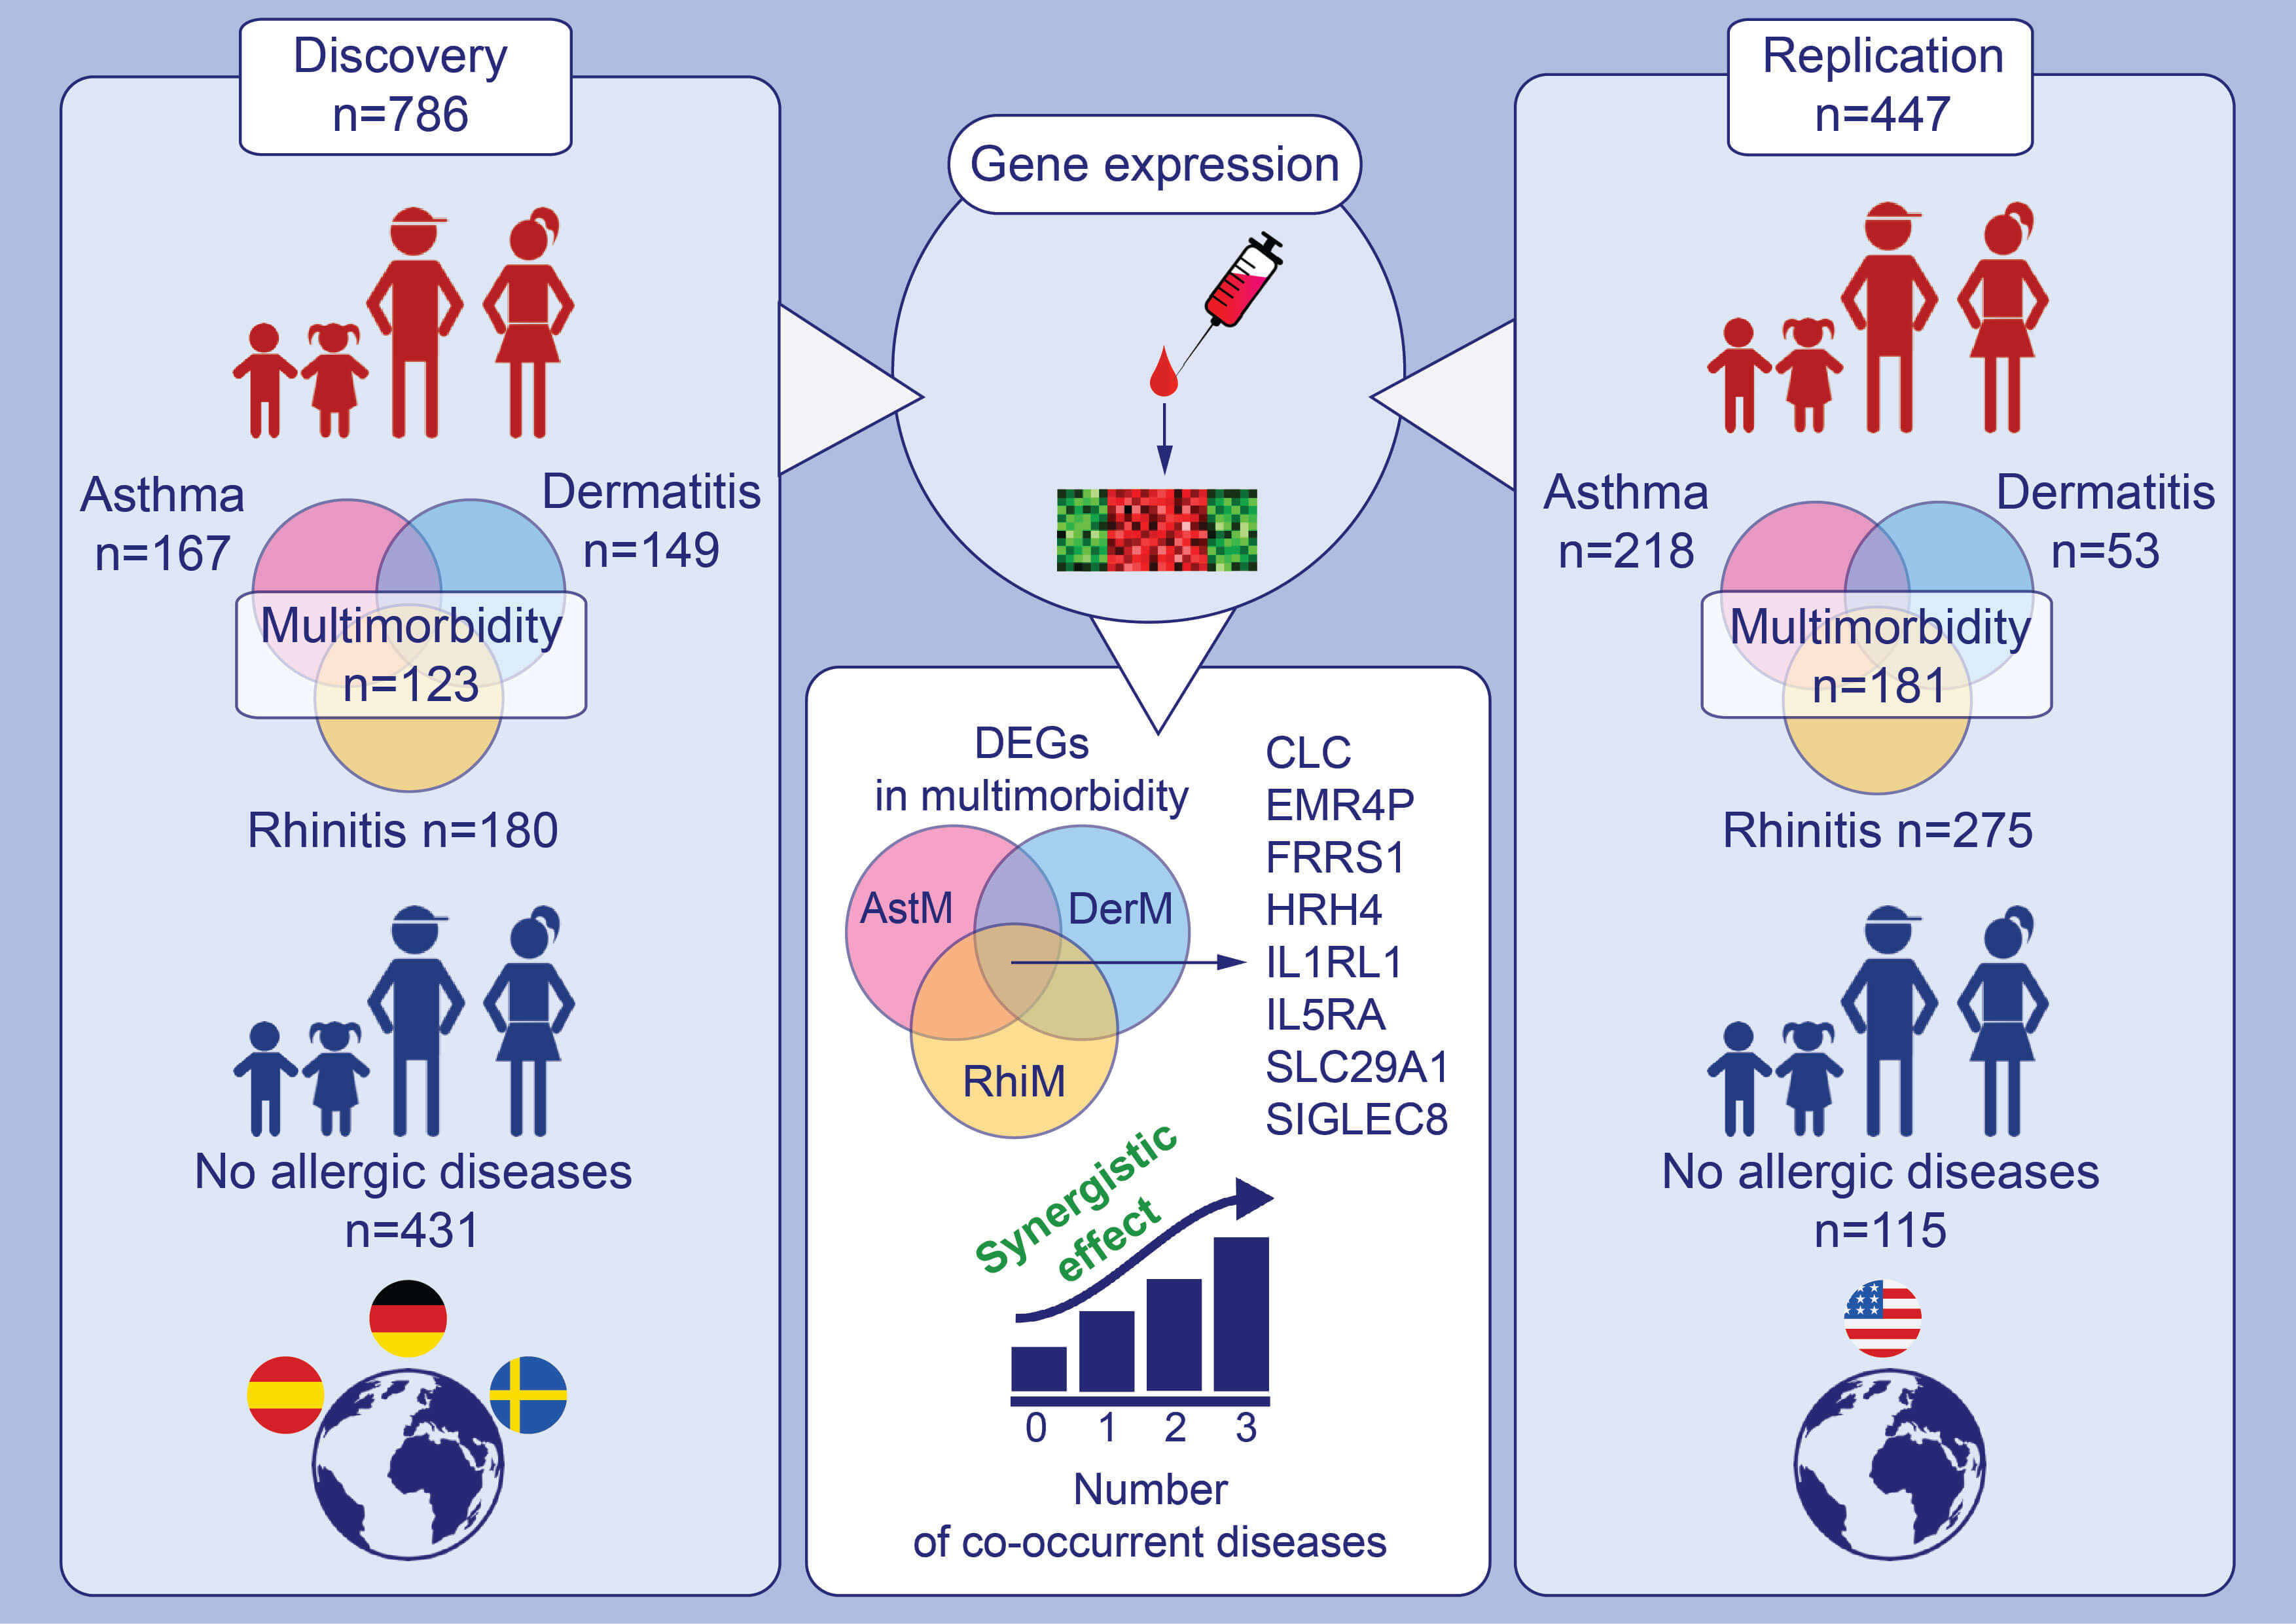 Discovery
n=786
Asthma
n=167
Dermatitis
n=149
Multimorbidity
n=123
Rhinitis n=180
No allergic diseases
n=431
Gene expression
DEGs
in multimorbidity
AstM
DerM
RhiM
CLC
EMR4P
FRRS1
HRH4
IL1RL1
IL5RA
SLC29A1
SIGLEC8
Synergistic
effect
0 1 2 3
Number
of co-occurrent diseases
Replication
n=447
Asthma
n=218
Dermatitis
n=53
Multimorbidity
n=181
Rhinitis n=275
No allergic diseases
n=115